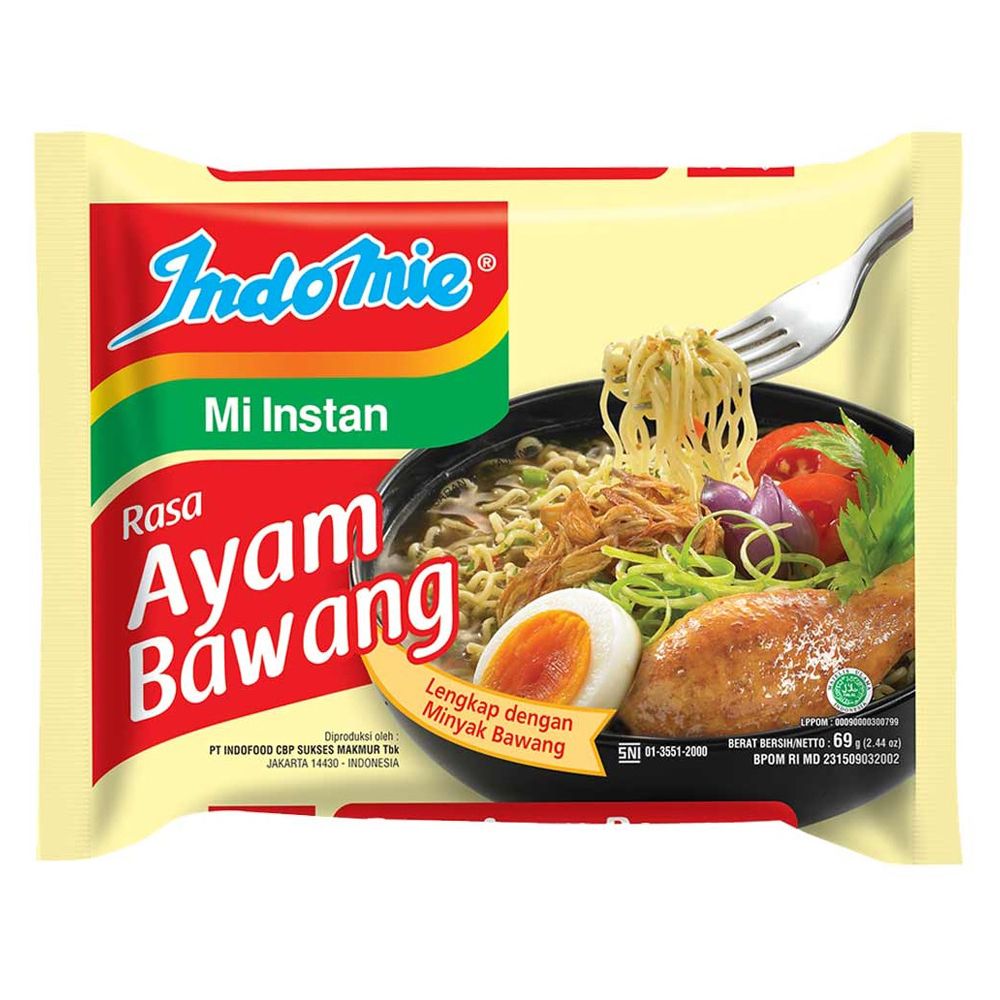 Indomie®
Mi Instan
Rasa
Ayam
Bawang
Lengkap dengan
Minyak Bawang
Diproduksi oleh :
PT INDOFOOD CBP SUKSES MAKMUR Tbk
JAKARTA 14430 - INDONESIA
SNI 01-3551-2000
LPPOM : 00090000300799
BERAT BERSIH/NETTO : 69 g (2.44 oz)
BPOM RI MD 231509032002